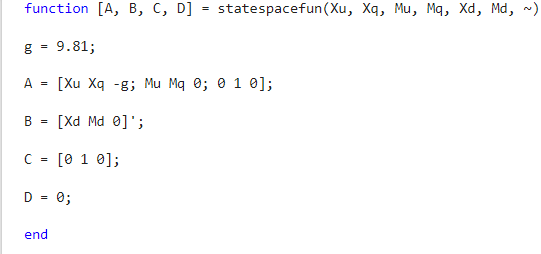 function [A, B, C, D] = statespacefun(Xu, Xq, Mu, Mq, Xd, Md, ~)
g = 9.81;
A = [Xu Xq -g; Mu Mq 0; 0 1 0];
B = [Xd Md 0]';
C = [0 1 0];
D = 0;
end